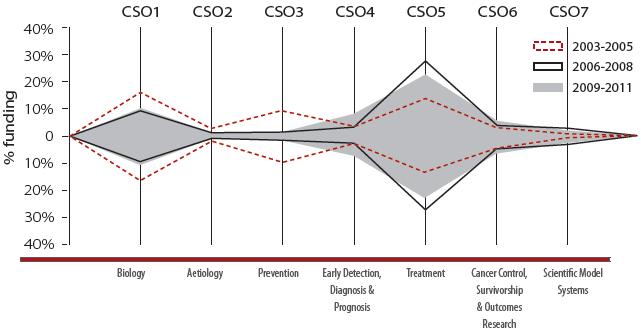 CSO1 CSO2 CSO3 CSO4 CSO5 CSO6 CSO7
40%
30%
20%
10%
0
10%
20%
30%
40%
% funding
2003-2005
2006-2008
2009-2011
Biology
Aetiology
Prevention
Early Detection,
Diagnosis &
Prognosis
Treatment
Cancer Control,
Survivorship
& Outcomes
Research
Scientific Model
Systems